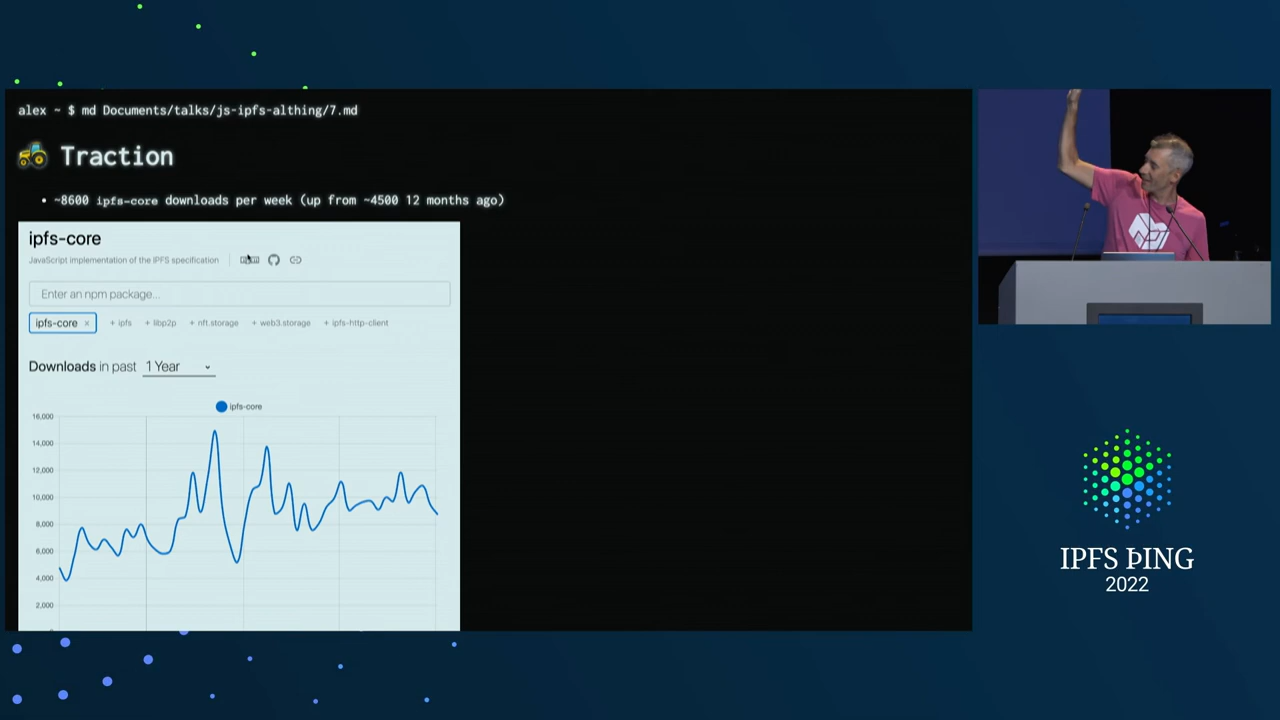 alex ~ $ md Documents/talks/js-ipfs-althing/7.md
🚜 Traction
• ~8600 ipfs-core downloads per week (up from ~4500 12 months ago)
ipfs-core
JavaScript implementation of the IPFS specification
Enter an npm package...
ipfs-core × + ipfs + libp2p + nft.storage + web3.storage + ipfs-http-client
Downloads in past 1 Year
ipfs-core
16,000
14,000
12,000
10,000
8,000
6,000
4,000
2,000
IPFS ÞING
2022